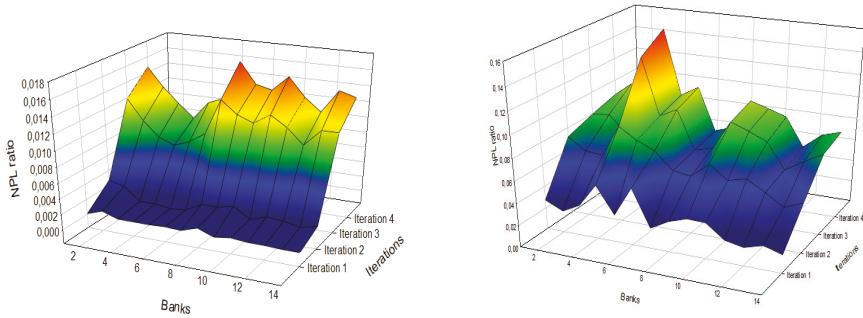 0,018
0,016
0,014
0,012
0,010
0,008
0,006
0,004
0,002
0,000
NPL ratio
2
4
6
8
10
12
14
Banks
Iteration 1
Iteration 2
Iteration 3
Iteration 4
Iterations
0,16
0,14
0,12
0,10
0,08
0,06
0,04
0,02
0,00
NPL ratio
2
4
6
8
10
12
14
Banks
Iteration 1
Iteration 2
Iteration 3
Iteration 4
Iterations